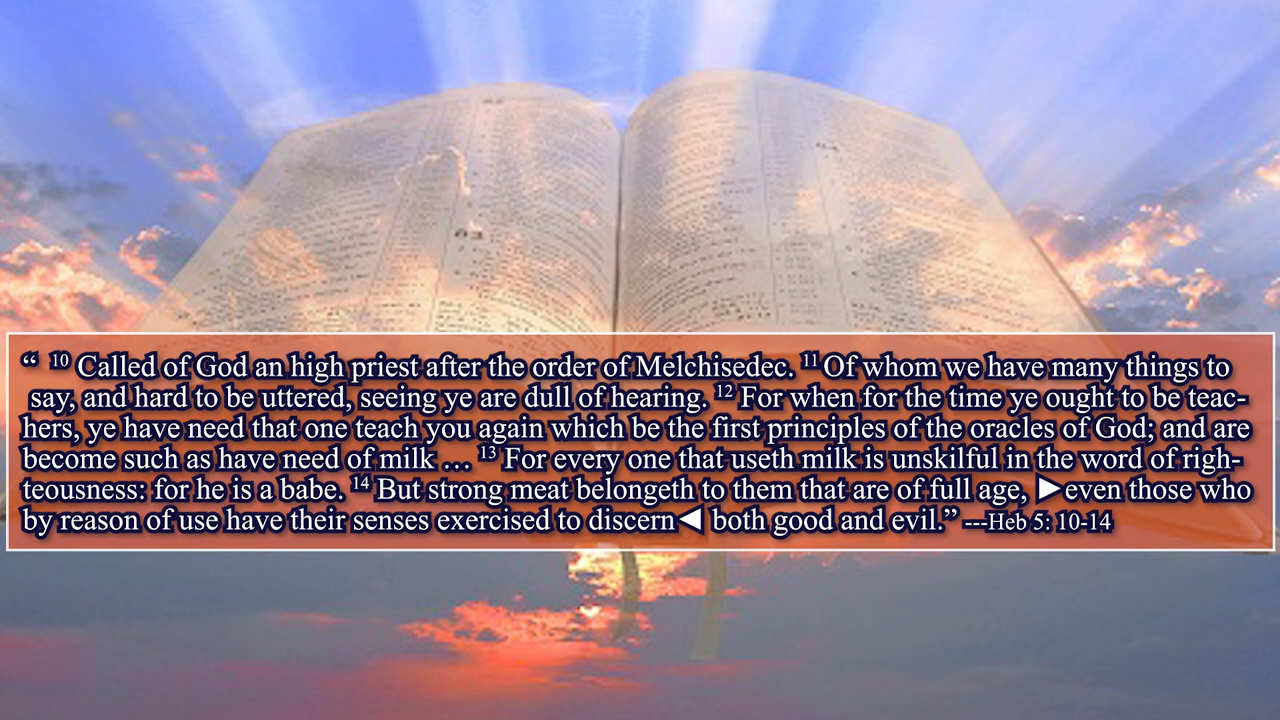 “ 10 Called of God an high priest after the order of Melchisedec. 11 Of whom we have many things to
say, and hard to be uttered, seeing ye are dull of hearing. 12 For when for the time ye ought to be teac-
hers, ye have need that one teach you again which be the first principles of the oracles of God; and are
become such as have need of milk … 13 For every one that useth milk is unskilful in the word of righ-
teousness: for he is a babe. 14 But strong meat belongeth to them that are of full age, ▶even those who
by reason of use have their senses exercised to discern◀ both good and evil.” ---Heb 5: 10-14